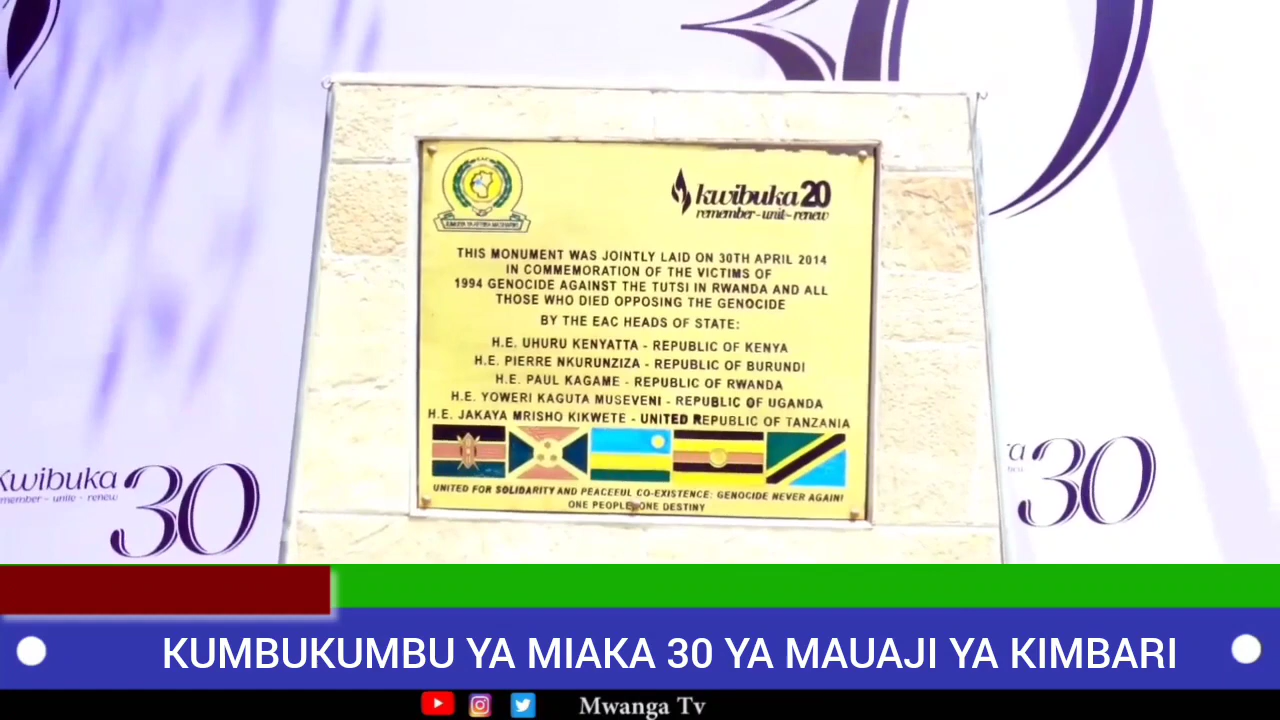 30
kwibuka20
remember - unite - renew
THIS MONUMENT WAS JOINTLY LAID ON 30TH APRIL 2014
IN COMMEMORATION OF THE VICTIMS OF
1994 GENOCIDE AGAINST THE TUTSI IN RWANDA AND ALL
THOSE WHO DIED OPPOSING THE GENOCIDE
BY THE EAC HEADS OF STATE:
H.E. UHURU KENYATTA - REPUBLIC OF KENYA
H.E. PIERRE NKURUNZIZA - REPUBLIC OF BURUNDI
H.E. PAUL KAGAME - REPUBLIC OF RWANDA
H.E. YOWERI KAGUTA MUSEVENI - REPUBLIC OF UGANDA
H.E. JAKAYA MRISHO KIKWETE - UNITED REPUBLIC OF TANZANIA
UNITED FOR SOLIDARITY AND PEACEFUL CO-EXISTENCE: GENOCIDE NEVER AGAIN!
ONE PEOPLE, ONE DESTINY
Kwibuka 30
remember - unite - renew
30
KUMBUKUMBU YA MIAKA 30 YA MAUAJI YA KIMBARI
Mwanga Tv